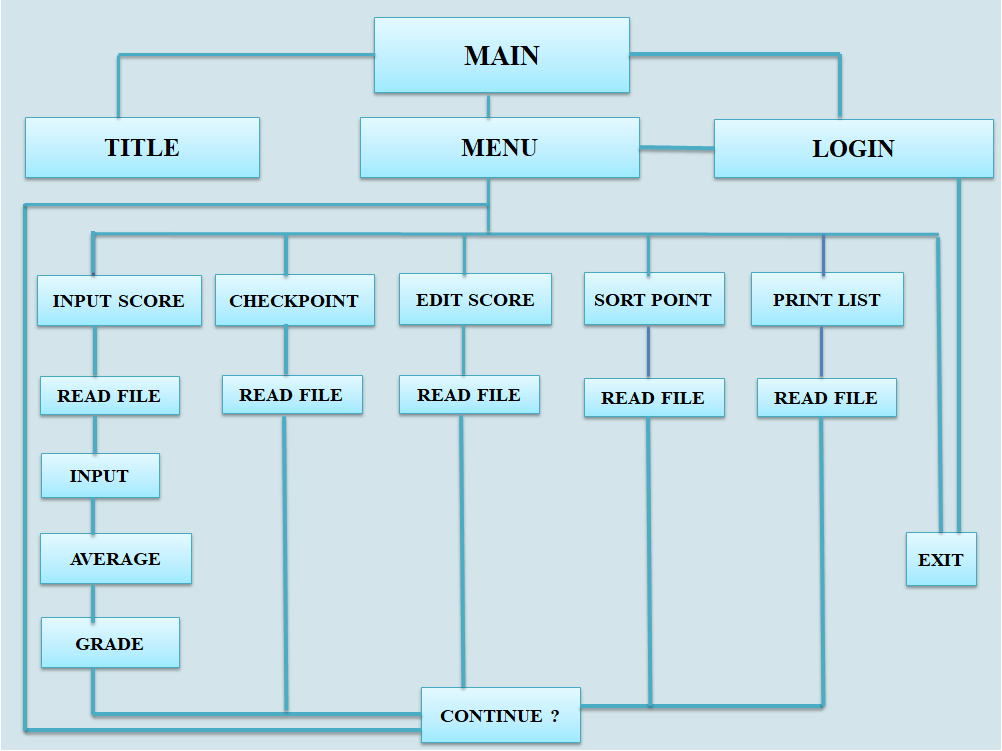 MAIN
TITLE
MENU
LOGIN
INPUT SCORE
CHECKPOINT
EDIT SCORE
SORT POINT
PRINT LIST
READ FILE
READ FILE
READ FILE
READ FILE
READ FILE
INPUT
AVERAGE
EXIT
GRADE
CONTINUE ?